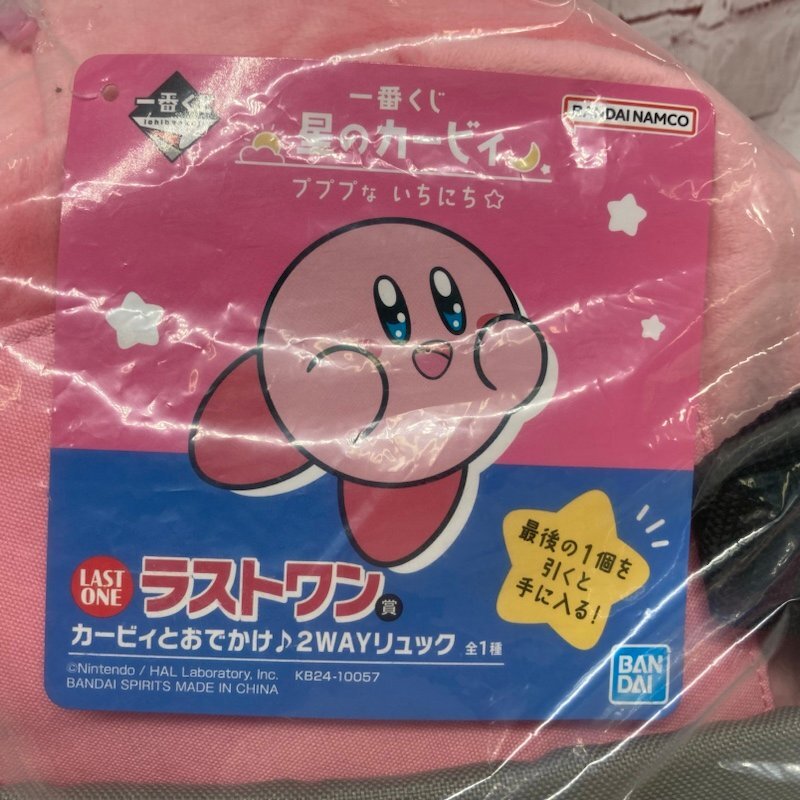 一番くじ
一番くじ
BANDAI NAMCO
星のカービィ
プププな いちにち☆
最後の1個を
引くと
手に入る!
LAST
ONE
ラストワン賞
カービィとおでかけ♪2WAYリュック 全1種
©Nintendo / HAL Laboratory, Inc. KB24-10057
BANDAI SPIRITS MADE IN CHINA
BAN
DAI